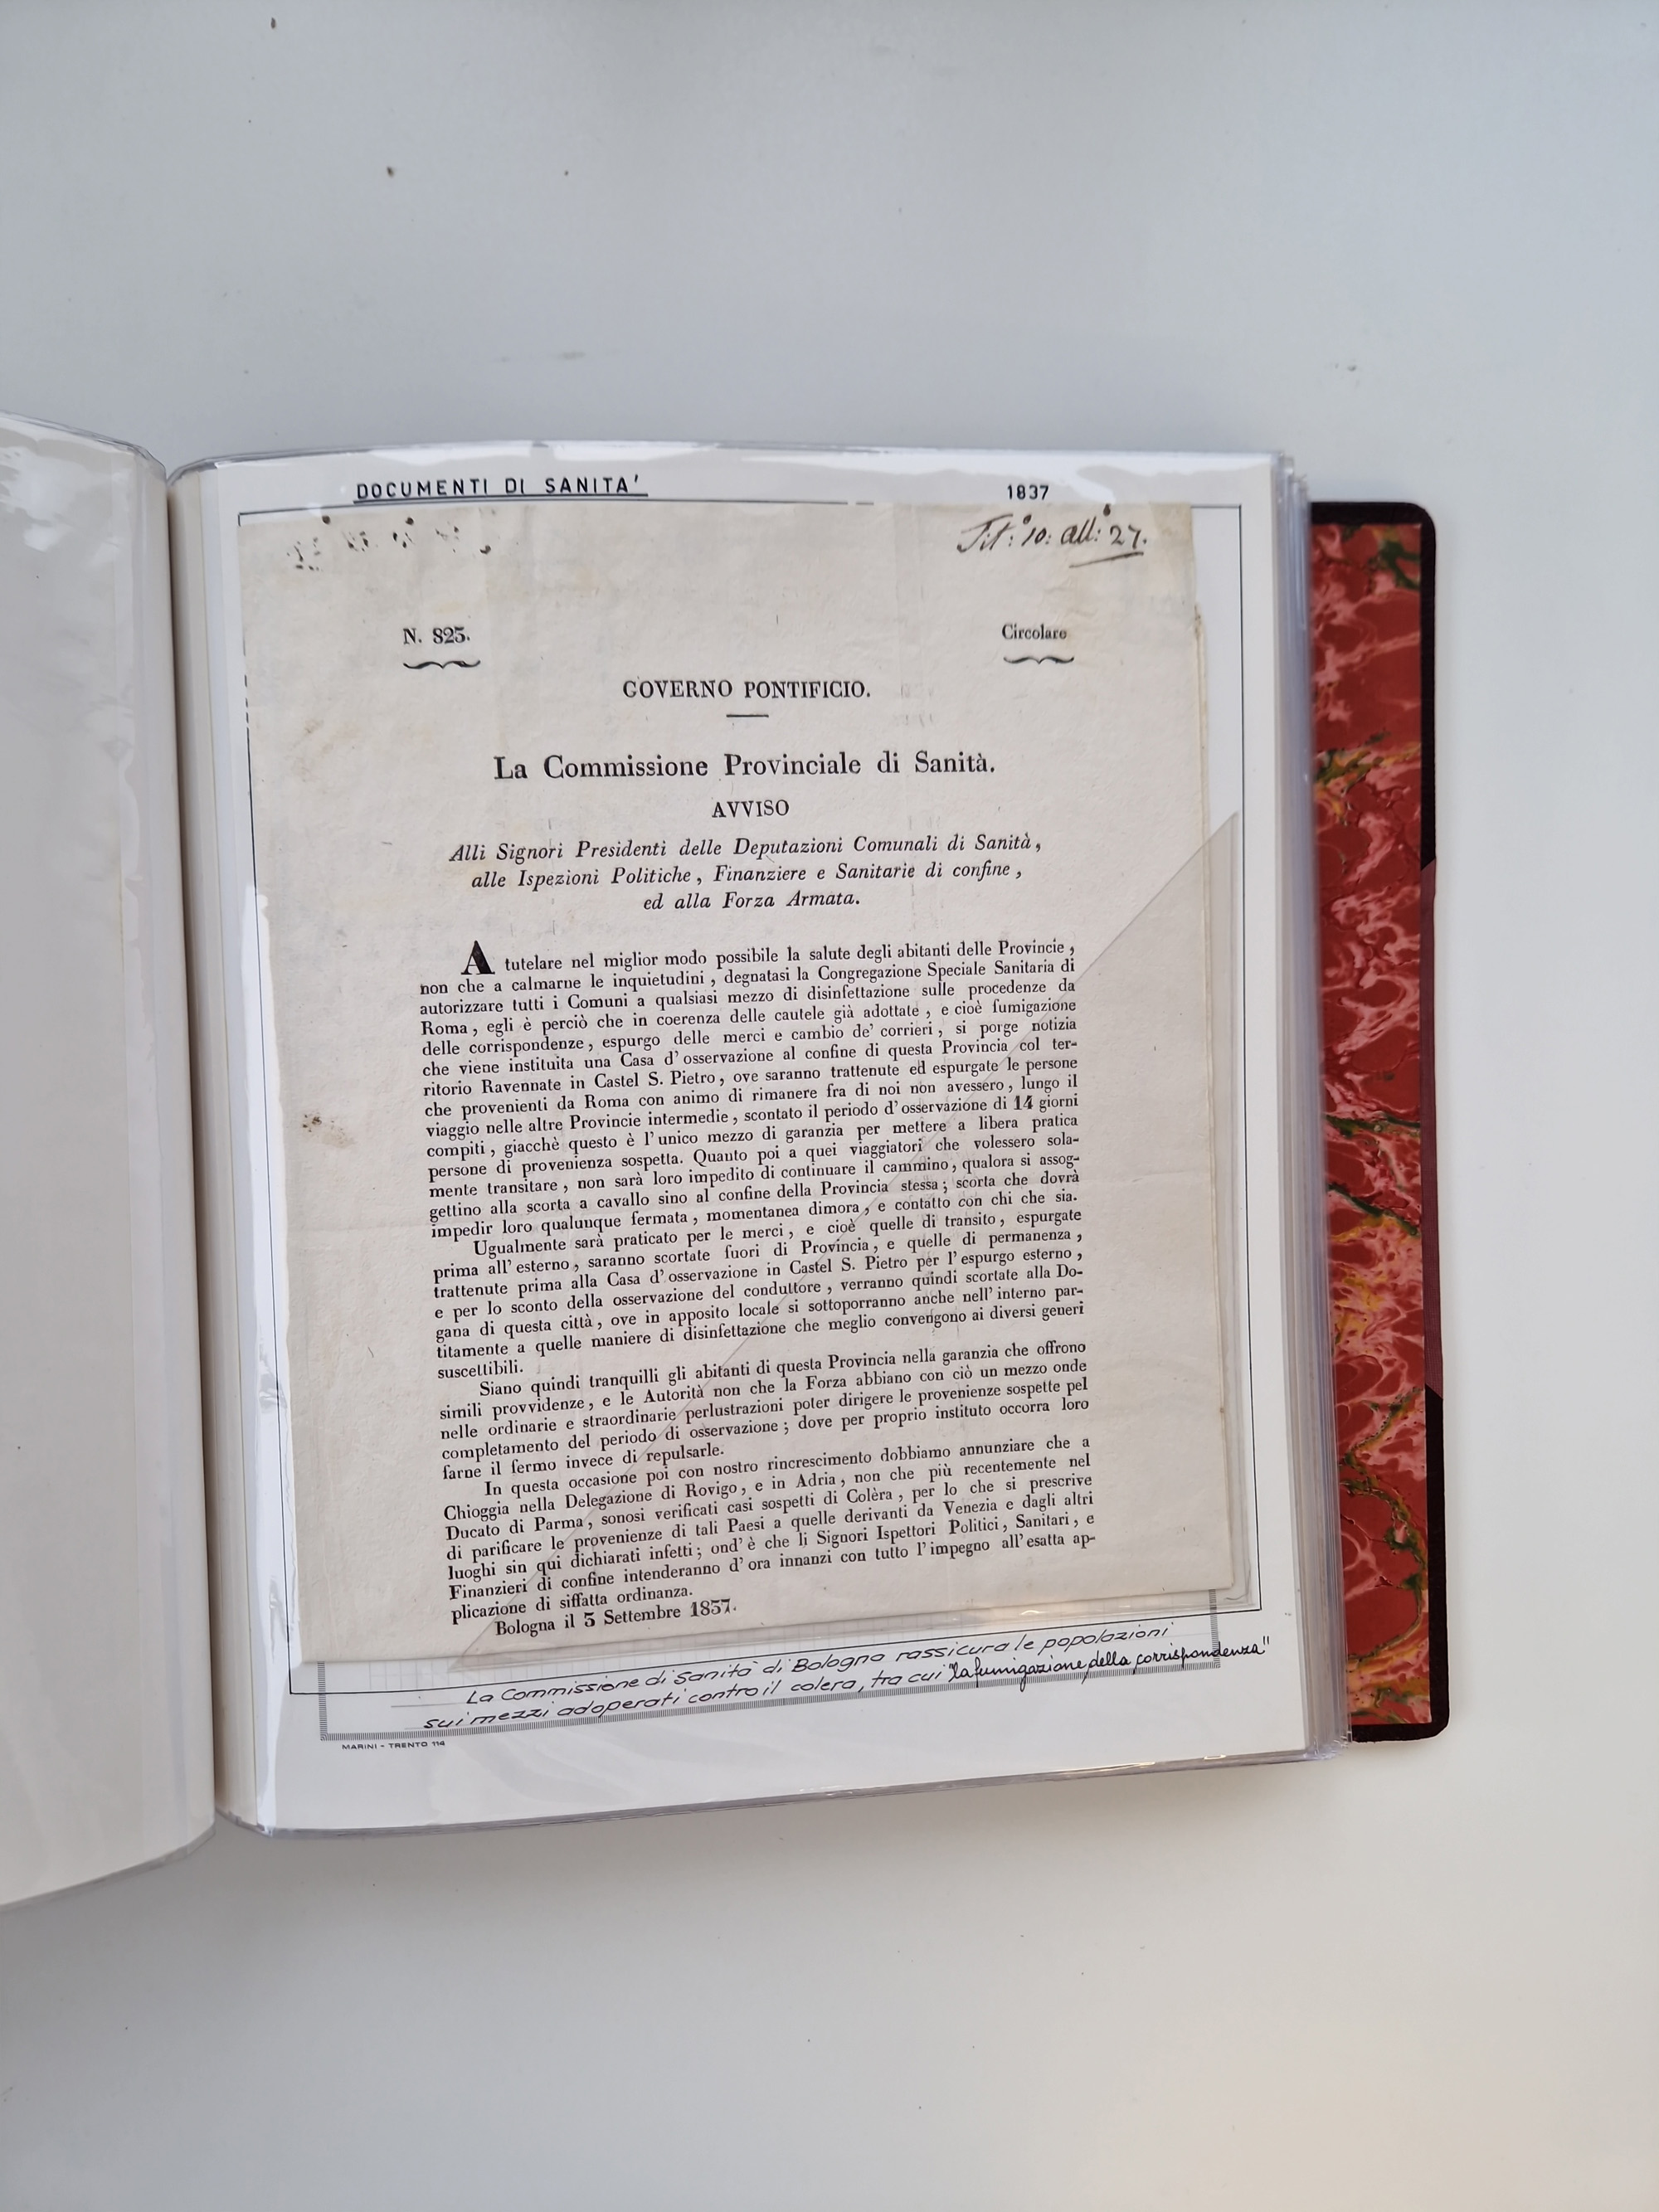 DOCUMENTI DI SANITA'
1837
Tit:° 10: all:° 27.
N. 825.
Circolare
GOVERNO PONTIFICIO.
La Commissione Provinciale di Sanità.
AVVISO
Alli Signori Presidenti delle Deputazioni Comunali di Sanità,
alle Ispezioni Politiche, Finanziere e Sanitarie di confine,
ed alla Forza Armata.
A tutelare nel miglior modo possibile la salute degli abitanti delle Provincie,
non che a calmarne le inquietudini, degnatasi la Congregazione Speciale Sanitaria di
autorizzare tutti i Comuni a qualsiasi mezzo di disinfettazione sulle procedenze da
Roma, egli è perciò che in coerenza delle cautele già adottate, e cioè fumigazione
delle corrispondenze, espurgo delle merci e cambio de' corrieri, si porge notizia
che viene instituita una Casa d'osservazione al confine di questa Provincia col ter-
ritorio Ravennate in Castel S. Pietro, ove saranno trattenute ed espurgate le persone
che provenienti da Roma con animo di rimanere fra di noi non avessero, lungo il
viaggio nelle altre Provincie intermedie, scontato il periodo d'osservazione di 14 giorni
compiti, giacchè questo è l'unico mezzo di garanzia per mettere a libera pratica
persone di provenienza sospetta. Quanto poi a quei viaggiatori che volessero sola-
mente transitare, non sarà loro impedito di continuare il cammino, qualora si assog-
gettino alla scorta a cavallo sino al confine della Provincia stessa; scorta che dovrà
impedir loro qualunque fermata, momentanea dimora, e contatto con chi che sia.
Ugualmente sarà praticato per le merci, e cioè quelle di transito, espurgate
prima all'esterno, saranno scortate fuori di Provincia, e quelle di permanenza,
trattenute prima alla Casa d'osservazione in Castel S. Pietro per l'espurgo esterno,
e per lo sconto della osservazione del conduttore, verranno quindi scortate alla Do-
gana di questa città, ove in apposito locale si sottoporranno anche nell'interno par-
titamente a quelle maniere di disinfettazione che meglio convengono ai diversi generi
suscettibili.
Siano quindi tranquilli gli abitanti di questa Provincia nella garanzia che offrono
simili provvidenze, e le Autorità non che la Forza abbiano con ciò un mezzo onde
nelle ordinarie e straordinarie perlustrazioni poter dirigere le provenienze sospette pel
completamento del periodo di osservazione; dove per proprio instituto occorra loro
farne il fermo invece di repulsarle.
In questa occasione poi con nostro rincrescimento dobbiamo annunziare che a
Chioggia nella Delegazione di Rovigo, e in Adria, non che più recentemente nel
Ducato di Parma, sonosi verificati casi sospetti di Colèra, per lo che si prescrive
di parificare le provenienze di tali Paesi a quelle derivanti da Venezia e dagli altri
luoghi sin qui dichiarati infetti; ond'è che li Signori Ispettori Politici, Sanitari, e
Finanzieri di confine intenderanno d'ora innanzi con tutto l'impegno all'esatta ap-
plicazione di siffatta ordinanza.
Bologna il 3 Settembre 1837.
La Commissione di Sanità di Bologna rassicura le popolazioni
sui mezzi adoperati contro il colera, tra cui "la fumigazione della corrispondenza"
MARINI - TRENTO 114